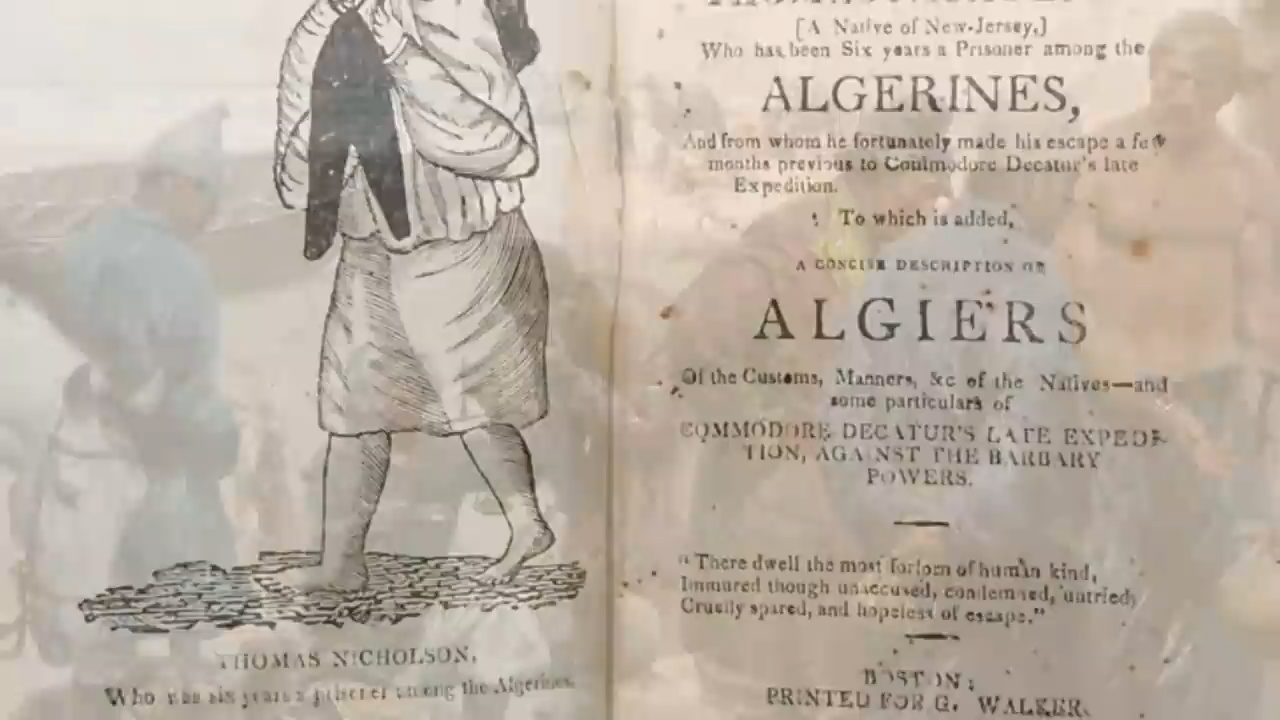 THOMAS NICHOLSON,
Who was six years a prisoner among the Algerines.
[A Native of New-Jersey,]
Who has been Six years a Prisoner among the
ALGERINES,
And from whom he fortunately made his escape a few
months previous to Coulmodore Decatur's late
Expedition.
To which is added,
A CONCISE DESCRIPTION OF
ALGIERS
Of the Customs, Manners, &c of the Natives—and
some particulars of
COMMODORE DECATUR'S LATE EXPEDI-
TION, AGAINST THE BARBARY
POWERS.
"There dwell the most forlorn of human kind,
Immured though unaccused, condemned, untried,
Cruelly spared, and hopeless of escape."
BOSTON:
PRINTED FOR G. WALKER.